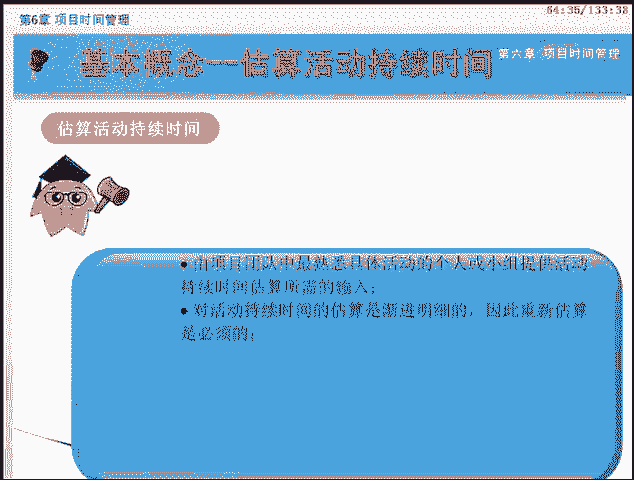 64:35/133:38
第6章 项目时间管理
基本概念—估算活动持续时间
第六章 项目时间管理
估算活动持续时间
● 由项目团队中最熟悉具体活动的个人或小组提供活动
持续时间估算所需的输入;
● 对活动持续时间的估算是渐进明细的,因此重新估算
是必须的;